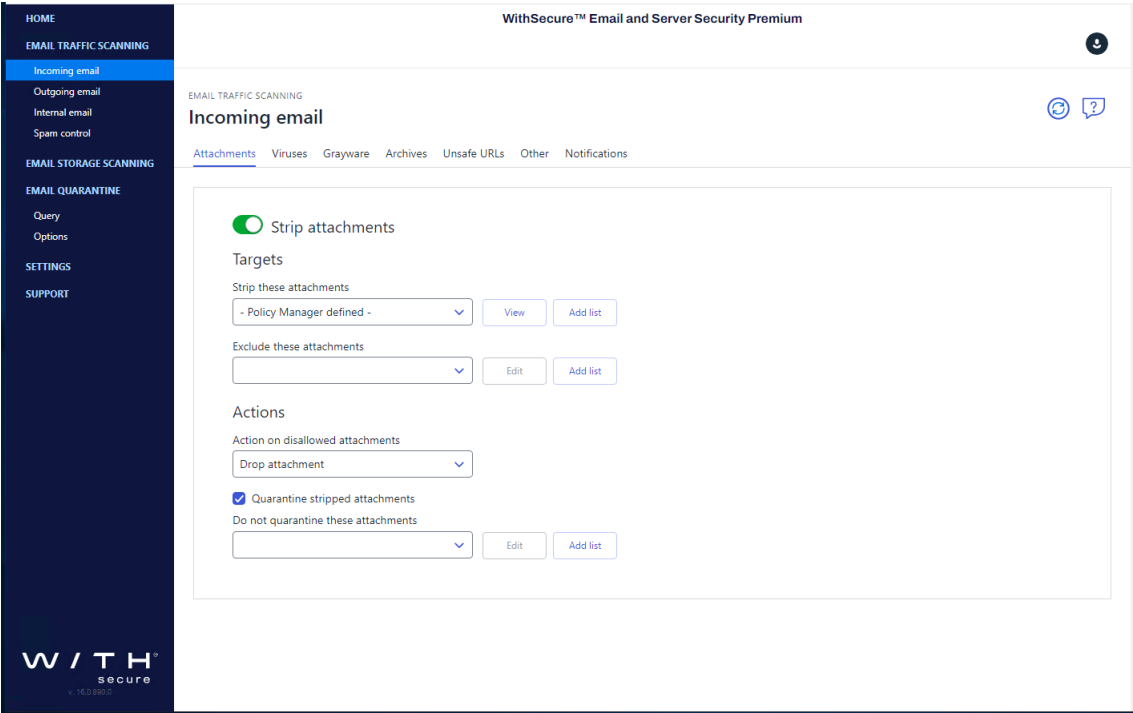 HOME
EMAIL TRAFFIC SCANNING
Incoming email
Outgoing email
Internal email
Spam control
EMAIL STORAGE SCANNING
EMAIL QUARANTINE
Query
Options
SETTINGS
SUPPORT
W / T H®
secure
v. 16.0.890.0
WithSecure™ Email and Server Security Premium
EMAIL TRAFFIC SCANNING
Incoming email
?
Attachments Viruses Grayware Archives Unsafe URLs Other Notifications
Strip attachments
Targets
Strip these attachments
- Policy Manager defined - View Add list
Exclude these attachments
Edit Add list
Actions
Action on disallowed attachments
Drop attachment
Quarantine stripped attachments
Do not quarantine these attachments
Edit Add list